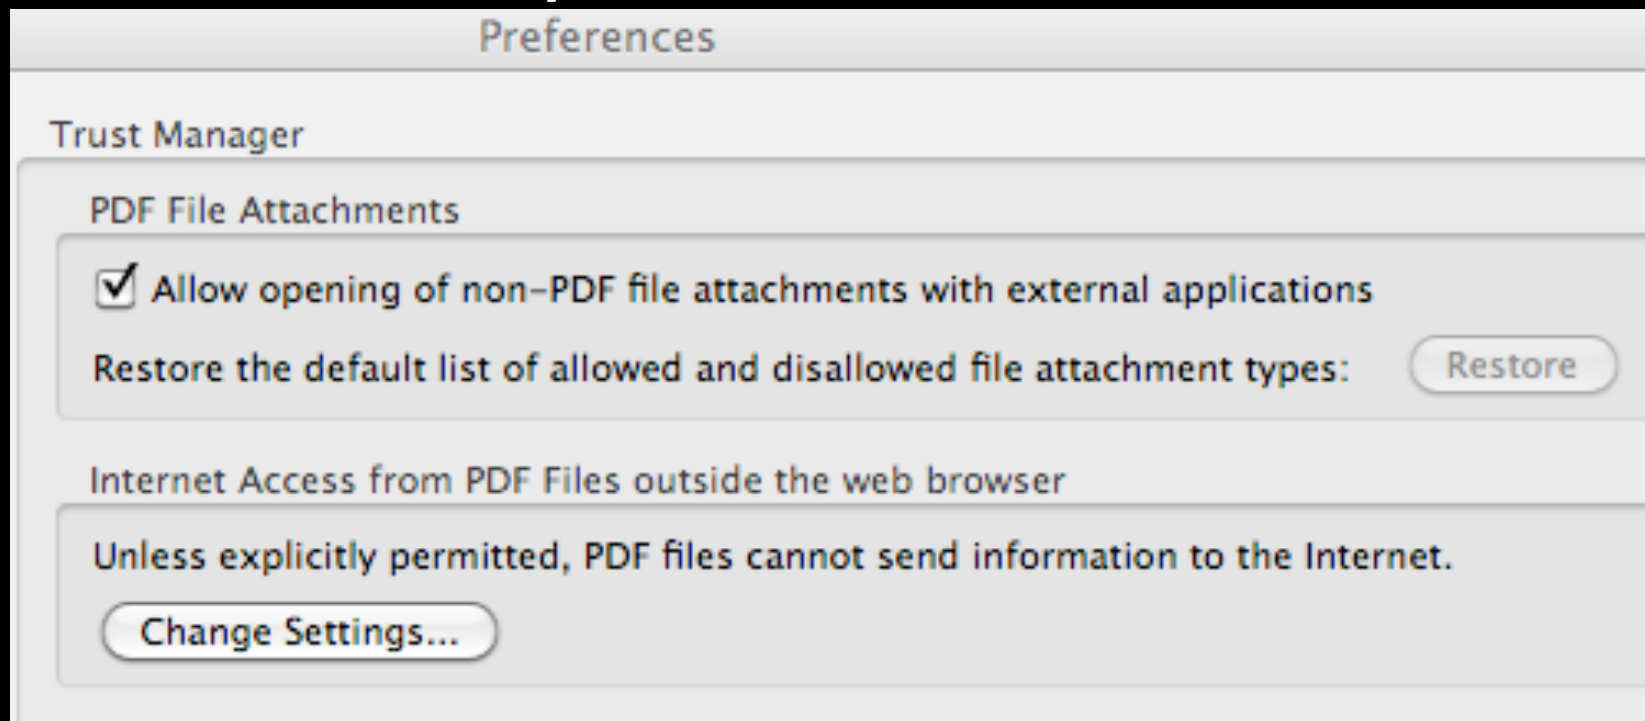 Preferences
Trust Manager
PDF File Attachments
Allow opening of non-PDF file attachments with external applications
Restore the default list of allowed and disallowed file attachment types: Restore
Internet Access from PDF Files outside the web browser
Unless explicitly permitted, PDF files cannot send information to the Internet.
Change Settings...